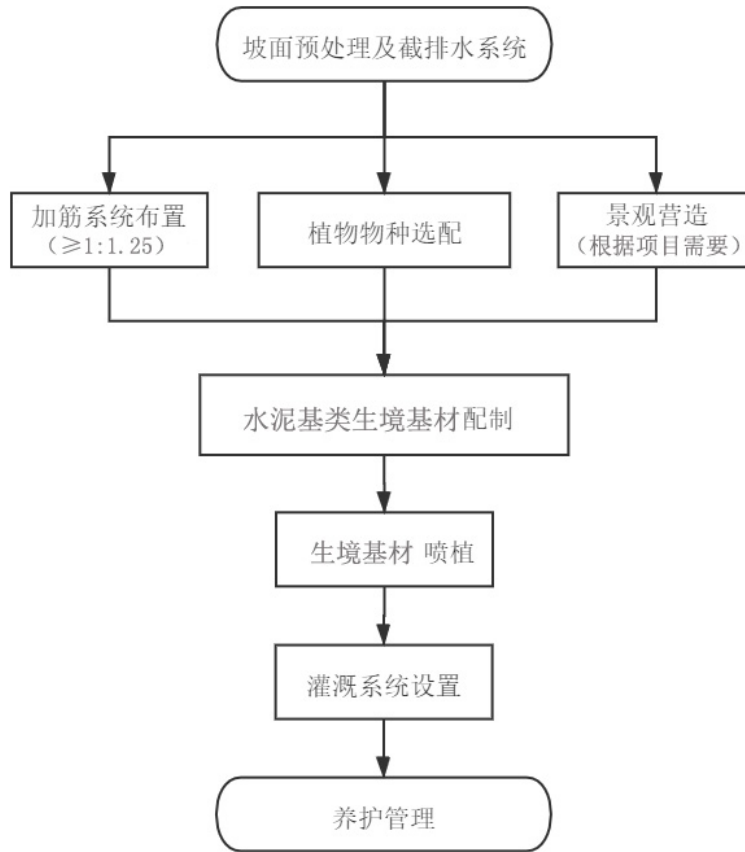 坡面预处理及截排水系统
加筋系统布置
(≥1:1.25)
植物物种选配
景观营造
(根据项目需要)
水泥基类生境基材配制
生境基材 喷植
灌溉系统设置
养护管理